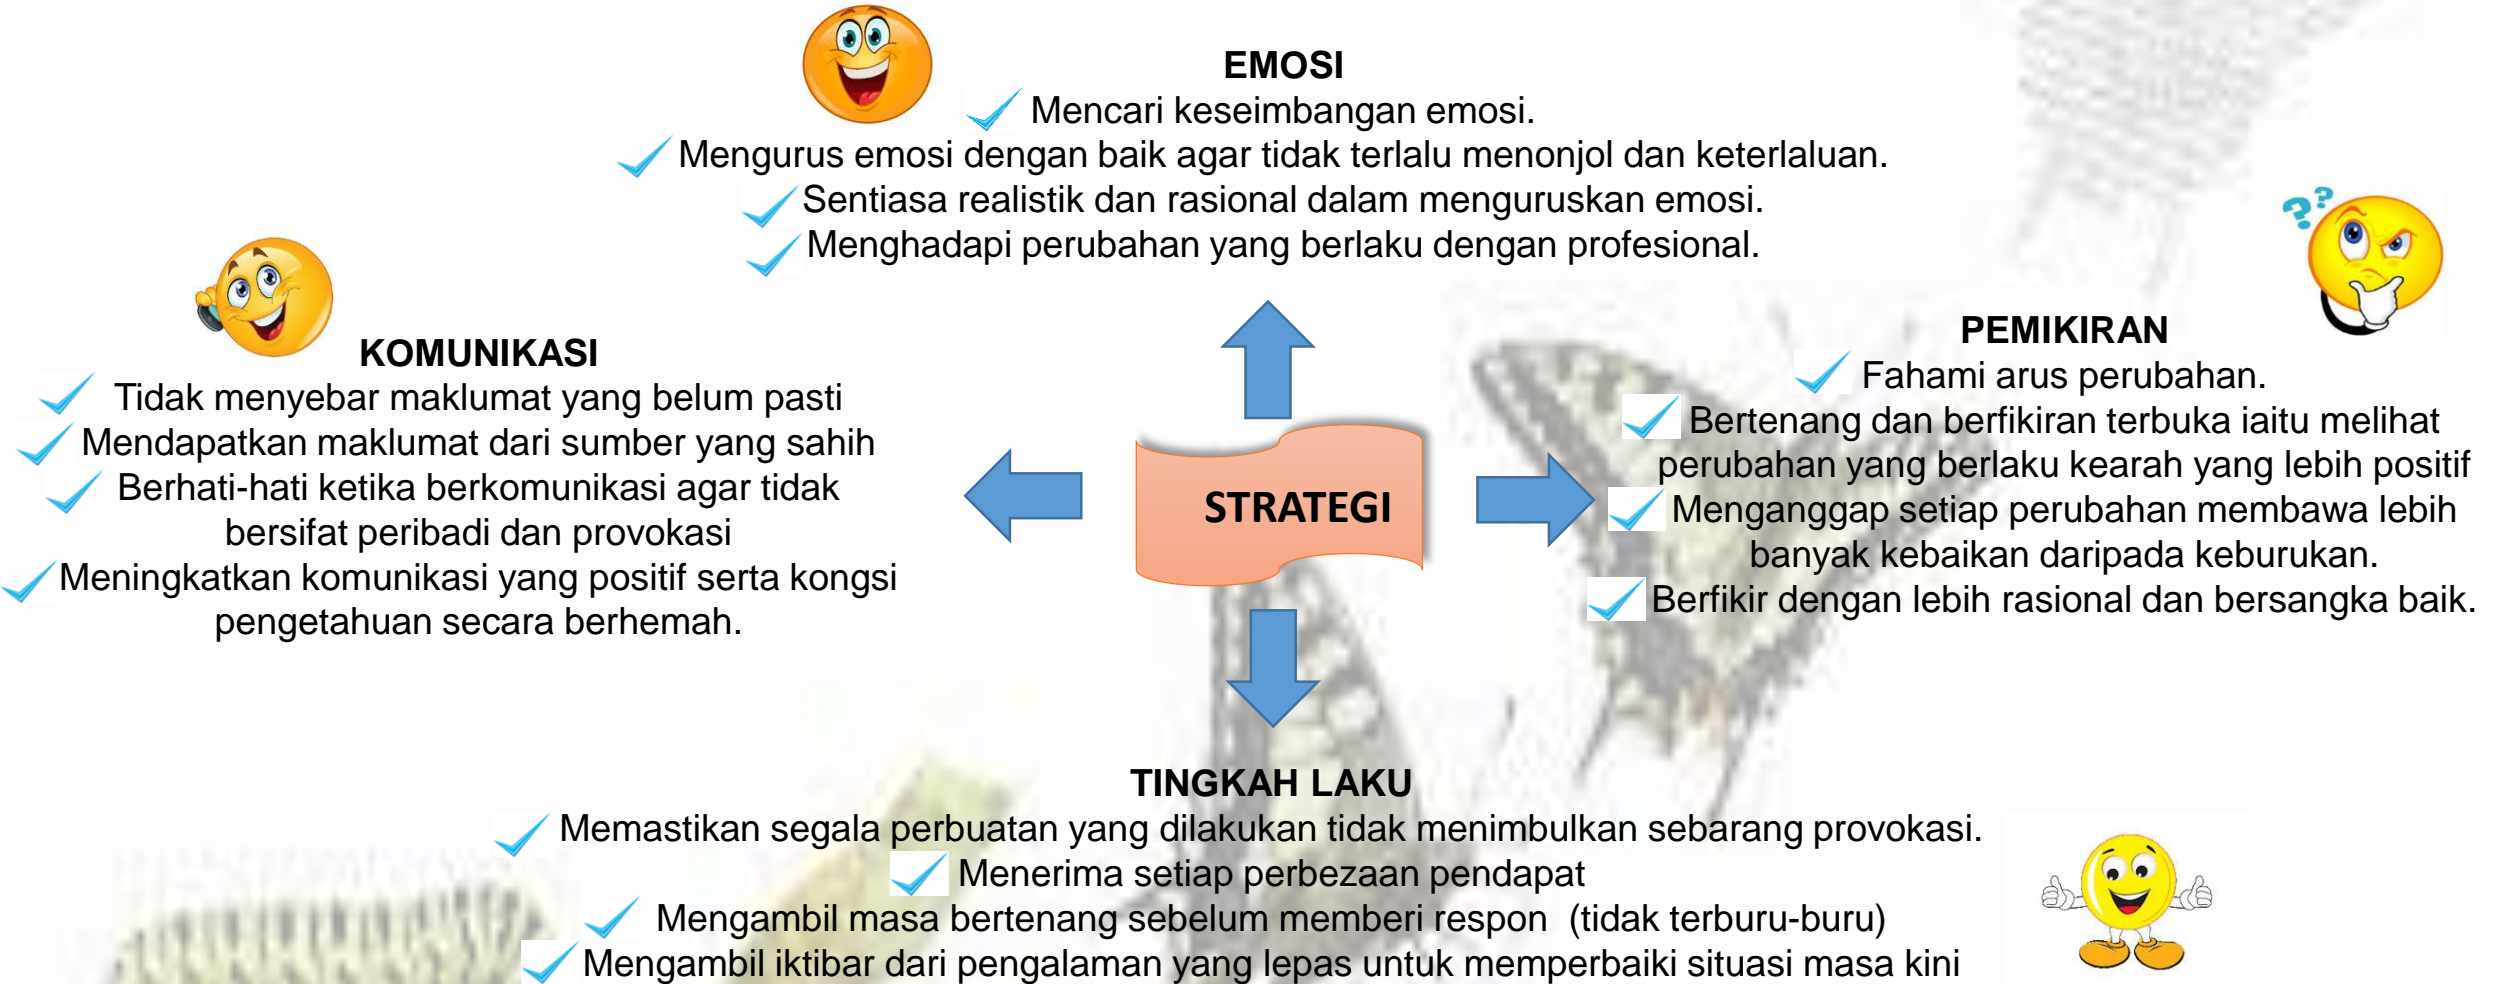 EMOSI
Mencari keseimbangan emosi.
Mengurus emosi dengan baik agar tidak terlalu menonjol dan keterlaluan.
Sentiasa realistik dan rasional dalam menguruskan emosi.
Menghadapi perubahan yang berlaku dengan profesional.
KOMUNIKASI
Tidak menyebar maklumat yang belum pasti
Mendapatkan maklumat dari sumber yang sahih
Berhati-hati ketika berkomunikasi agar tidak
bersifat peribadi dan provokasi
Meningkatkan komunikasi yang positif serta kongsi
pengetahuan secara berhemah.
STRATEGI
??
PEMIKIRAN
Fahami arus perubahan.
Bertenang dan berfikiran terbuka iaitu melihat
perubahan yang berlaku kearah yang lebih positif
Menganggap setiap perubahan membawa lebih
banyak kebaikan daripada keburukan.
Berfikir dengan lebih rasional dan bersangka baik.
TINGKAH LAKU
Memastikan segala perbuatan yang dilakukan tidak menimbulkan sebarang provokasi.
Menerima setiap perbezaan pendapat
Mengambil masa bertenang sebelum memberi respon (tidak terburu-buru)
Mengambil iktibar dari pengalaman yang lepas untuk memperbaiki situasi masa kini